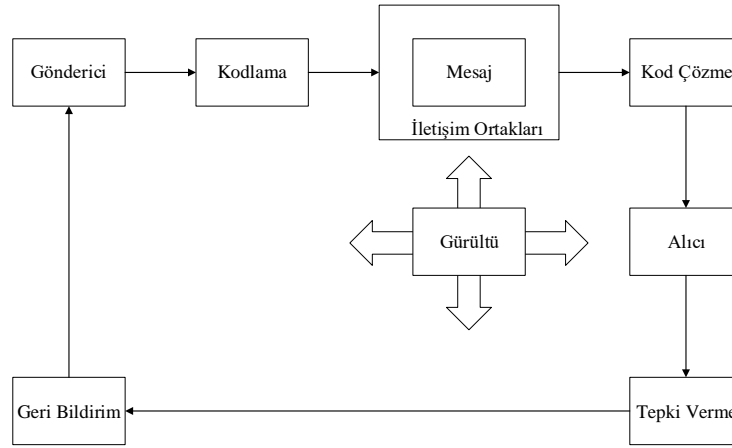 Gönderici
Kodlama
Mesaj
İletişim Ortakları
Kod Çözme
Gürültü
Alıcı
Geri Bildirim
Tepki Verme